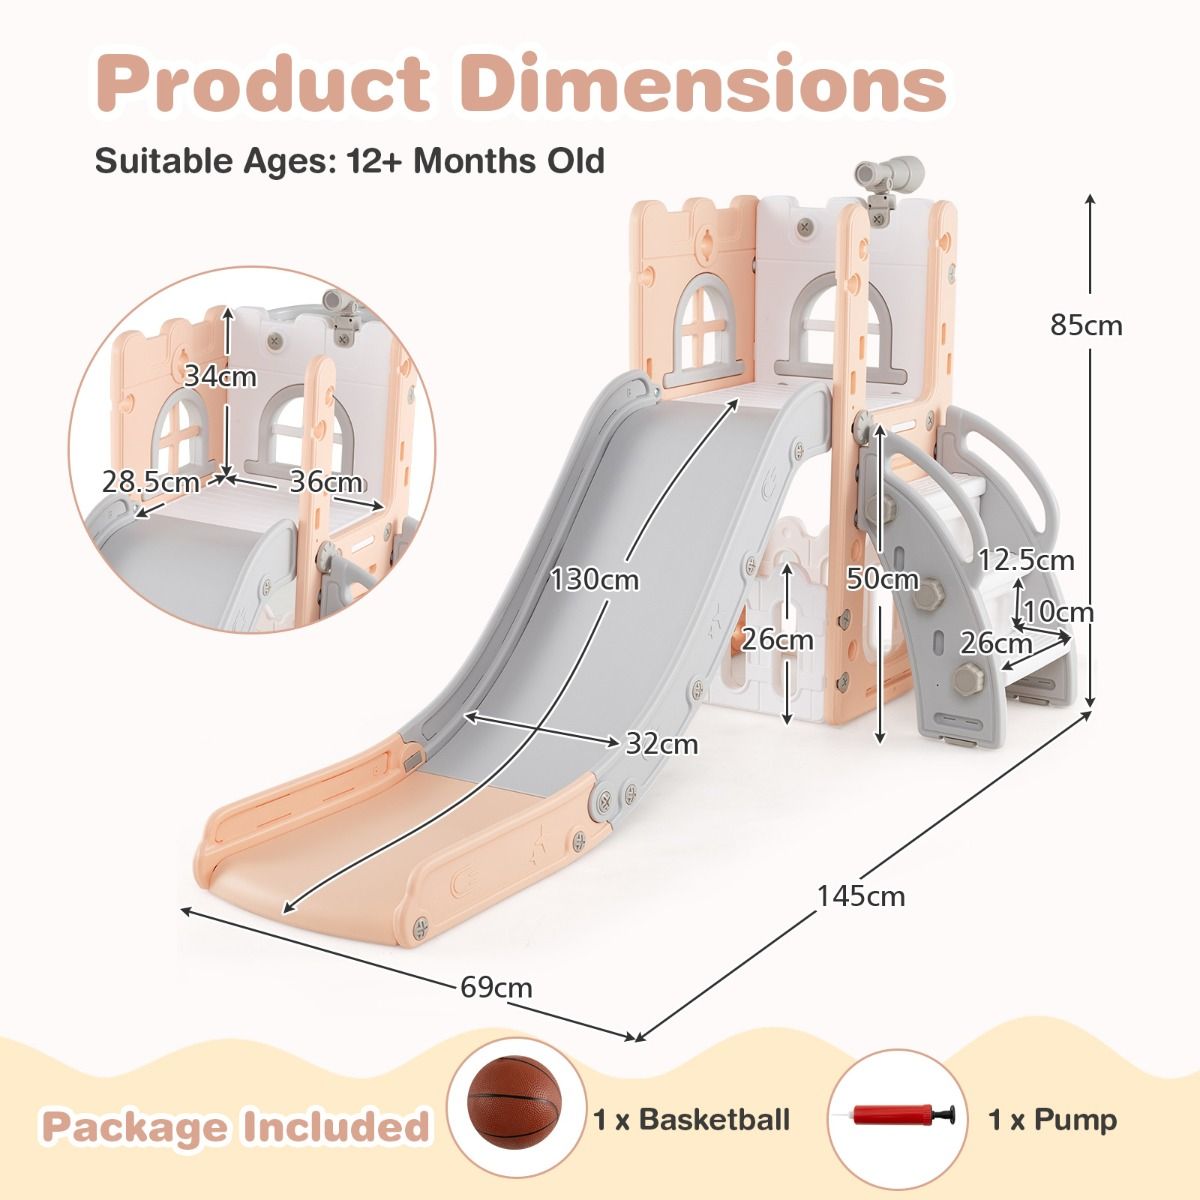 Product Dimensions
Suitable Ages: 12+ Months Old
85cm
34cm
28.5cm
36cm
130cm
50cm
12.5cm
10cm
26cm
26cm
32cm
145cm
69cm
Package Included
1 x Basketball
1 x Pump